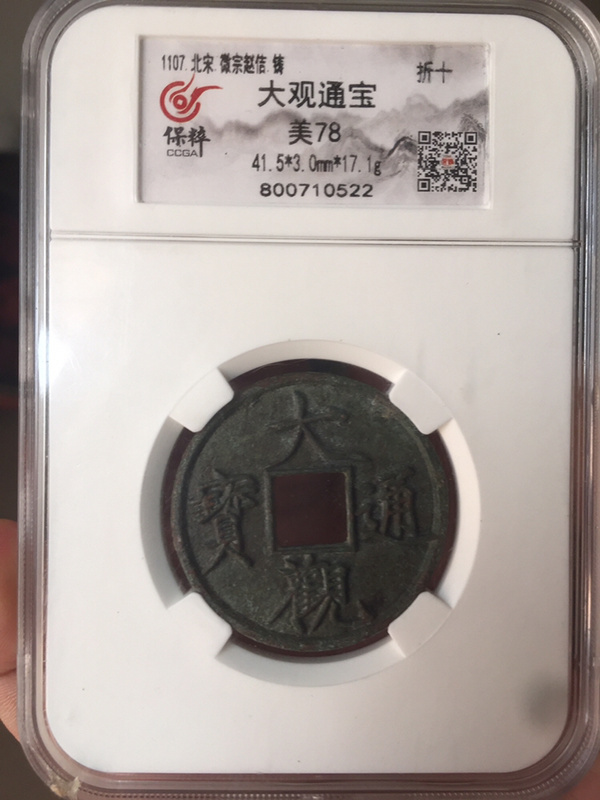 1107.北宋.微宗赵佶.铸
折十
大观通宝
保粹
CCGA
美78
41.5*3.0mm*17.1g
800710522
大
觀
通
寶